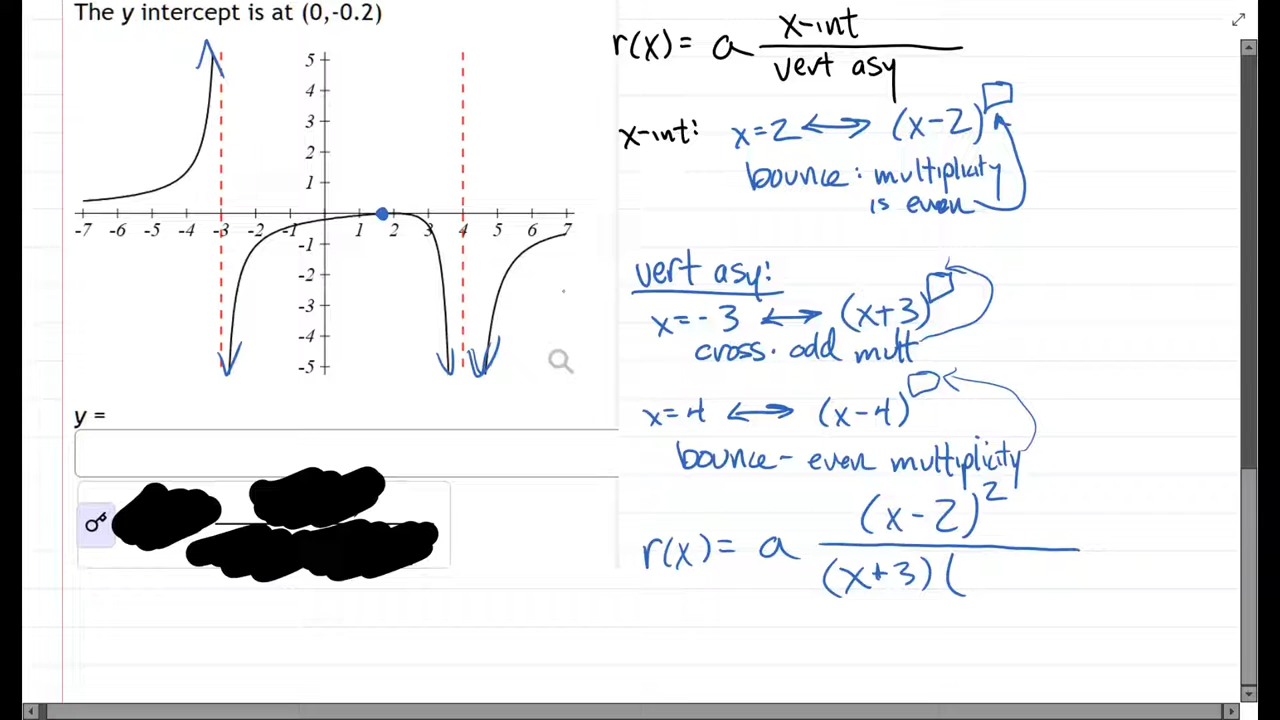 The y intercept is at (0,-0.2)
5
4
3
2
1
-7 -6 -5 -4 -3 -2 -1 1 2 3 4 5 6 7
-1
-2
-3
-4
-5
y =
r(x) = a x-int / vert asy
x-int: x=2 ⟷ (x-2)^□
bounce: multiplicity
is even
vert asy:
x=-3 ⟷ (x+3)^□
cross. odd mult
x=4 ⟷ (x-4)^□
bounce - even multiplicity
r(x) = a (x-2)^2 / (x+3)(